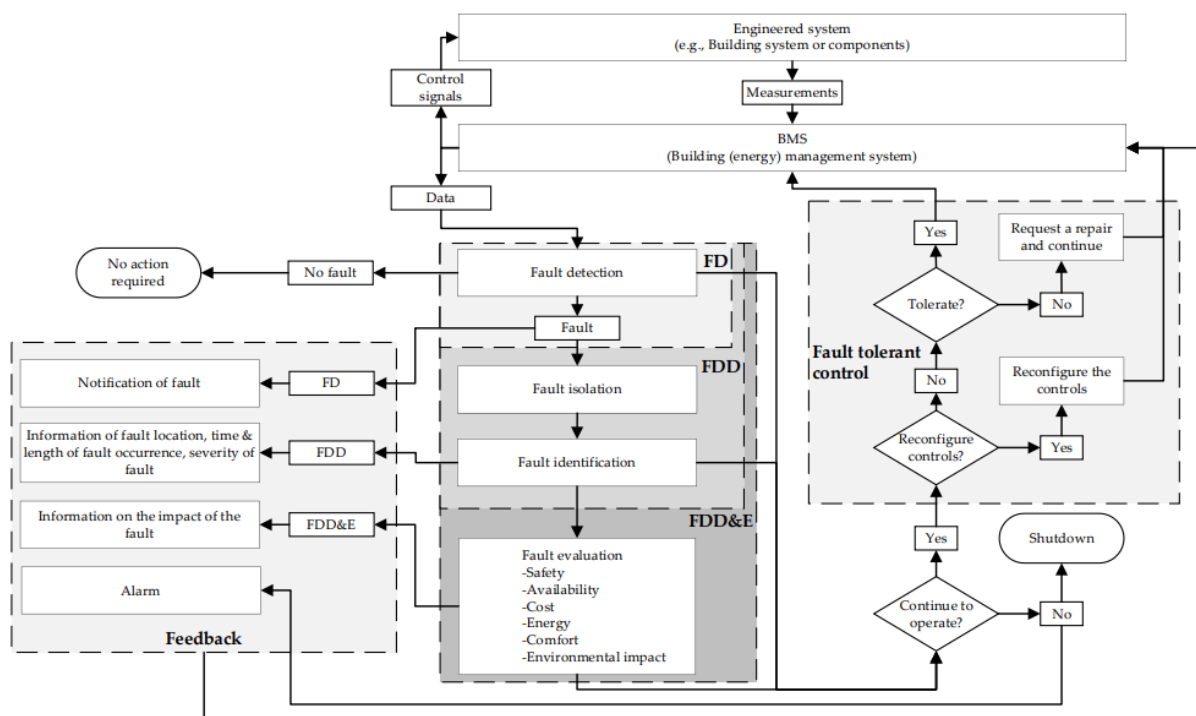 Engineered system
(e.g., Building system or components)
Control
signals
Measurements
BMS
(Building (energy) management system)
Data
Yes
Request a repair
and continue
No action
required
No fault
Fault detection
FD
Tolerate?
No
Fault
Fault tolerant
control
FDD
Notification of fault
FD
Fault isolation
No
Reconfigure the
controls
Information of fault location, time &
length of fault occurrence, severity of
fault
FDD
Fault identification
Reconfigure
controls?
Yes
Information on the impact of the
fault
FDD&E
FDD&E
Yes
Shutdown
Fault evaluation
-Safety
-Availability
-Cost
-Energy
-Comfort
-Environmental impact
Alarm
Continue to
operate?
No
Feedback